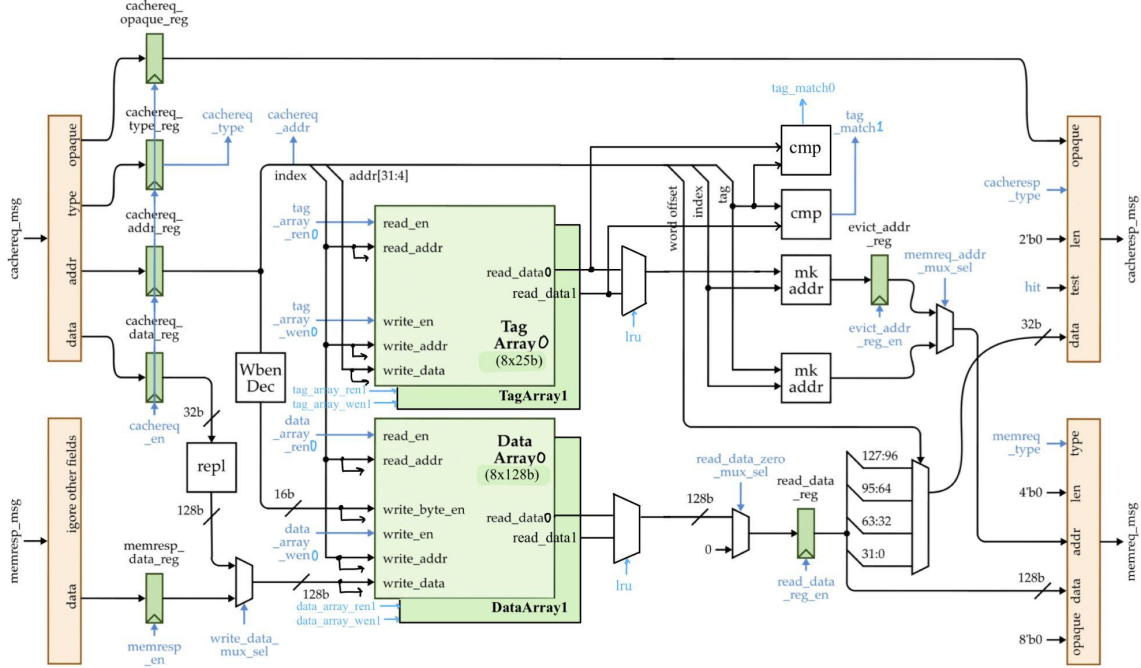 cachereq_
opaque_reg
cachereq_
type_reg
cachereq
_type
cachereq
_addr
tag_match0
tag
_match1
cmp
cmp
opaque
type
addr
data
cachereq_msg
cachereq_
addr_reg
cachereq_
data_reg
cachereq
_en
index
addr[31:4]
tag
_array
_ren0
read_en
read_addr
tag
_array
_wen0
write_en
write_addr
write_data
read_data0
read_data1
Tag
Array0
(8x25b)
TagArray1
tag_array_ren1
tag_array_wen1
lru
word offset
index
tag
mk
addr
mk
addr
evict_addr
_reg
evict_addr
_reg_en
memreq_addr
_mux_sel
cacheresp
_type
2'b0
hit
32b
opaque
len
test
data
cacheresp_msg
Wben
Dec
32b
repl
128b
16b
128b
data
_array
_ren0
read_en
read_addr
write_byte_en
data
_array
_wen0
write_en
write_addr
write_data
Data
Array0
(8x128b)
read_data0
read_data1
DataArray1
data_array_ren1
data_array_wen1
lru
128b
0
read_data_zero
_mux_sel
read_data
_reg
read_data
_reg_en
127:96
95:64
63:32
31:0
memresp_msg
igore other fields
data
memresp_
data_reg
memresp
_en
write_data_
mux_sel
memreq
_type
4'b0
128b
8'b0
type
len
addr
data
opaque
memreq_msg